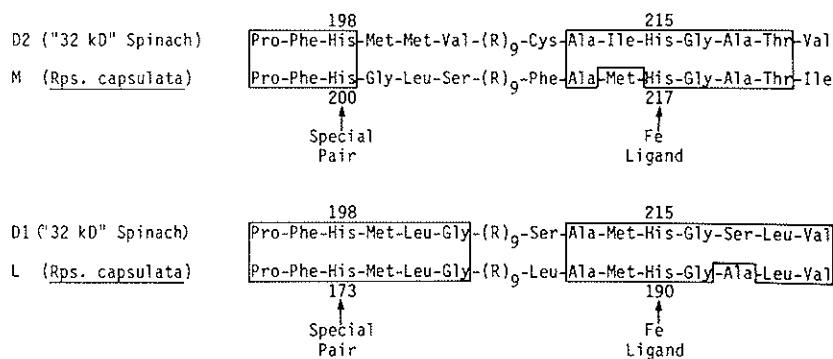 198 215
D2 ("32 kD" Spinach) Pro-Phe-His-Met-Met-Val-(R)9-Cys-Ala-Ile-His-Gly-Ala-Thr-Val
M (Rps. capsulata) Pro-Phe-His-Gly-Leu-Ser-(R)9-Phe-Ala-Met-His-Gly-Ala-Thr-Ile
200 217
Special Fe
Pair Ligand
198 215
D1 ("32 kD" Spinach) Pro-Phe-His-Met-Leu-Gly-(R)9-Ser-Ala-Met-His-Gly-Ser-Leu-Val
L (Rps. capsulata) Pro-Phe-His-Met-Leu-Gly-(R)9-Leu-Ala-Met-His-Gly-Ala-Leu-Val
173 190
Special Fe
Pair Ligand